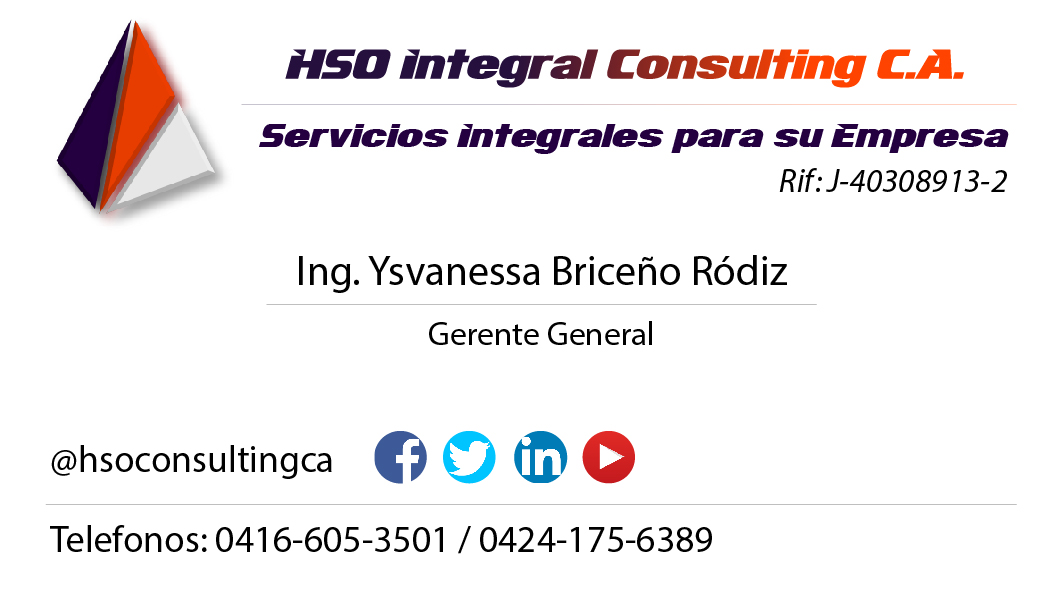 HSO integral Consulting C.A.
Servicios integrales para su Empresa
Rif: J-40308913-2
Ing. Ysvanessa Briceño Ródiz
Gerente General
@hsoconsultingca
Telefonos: 0416-605-3501 / 0424-175-6389